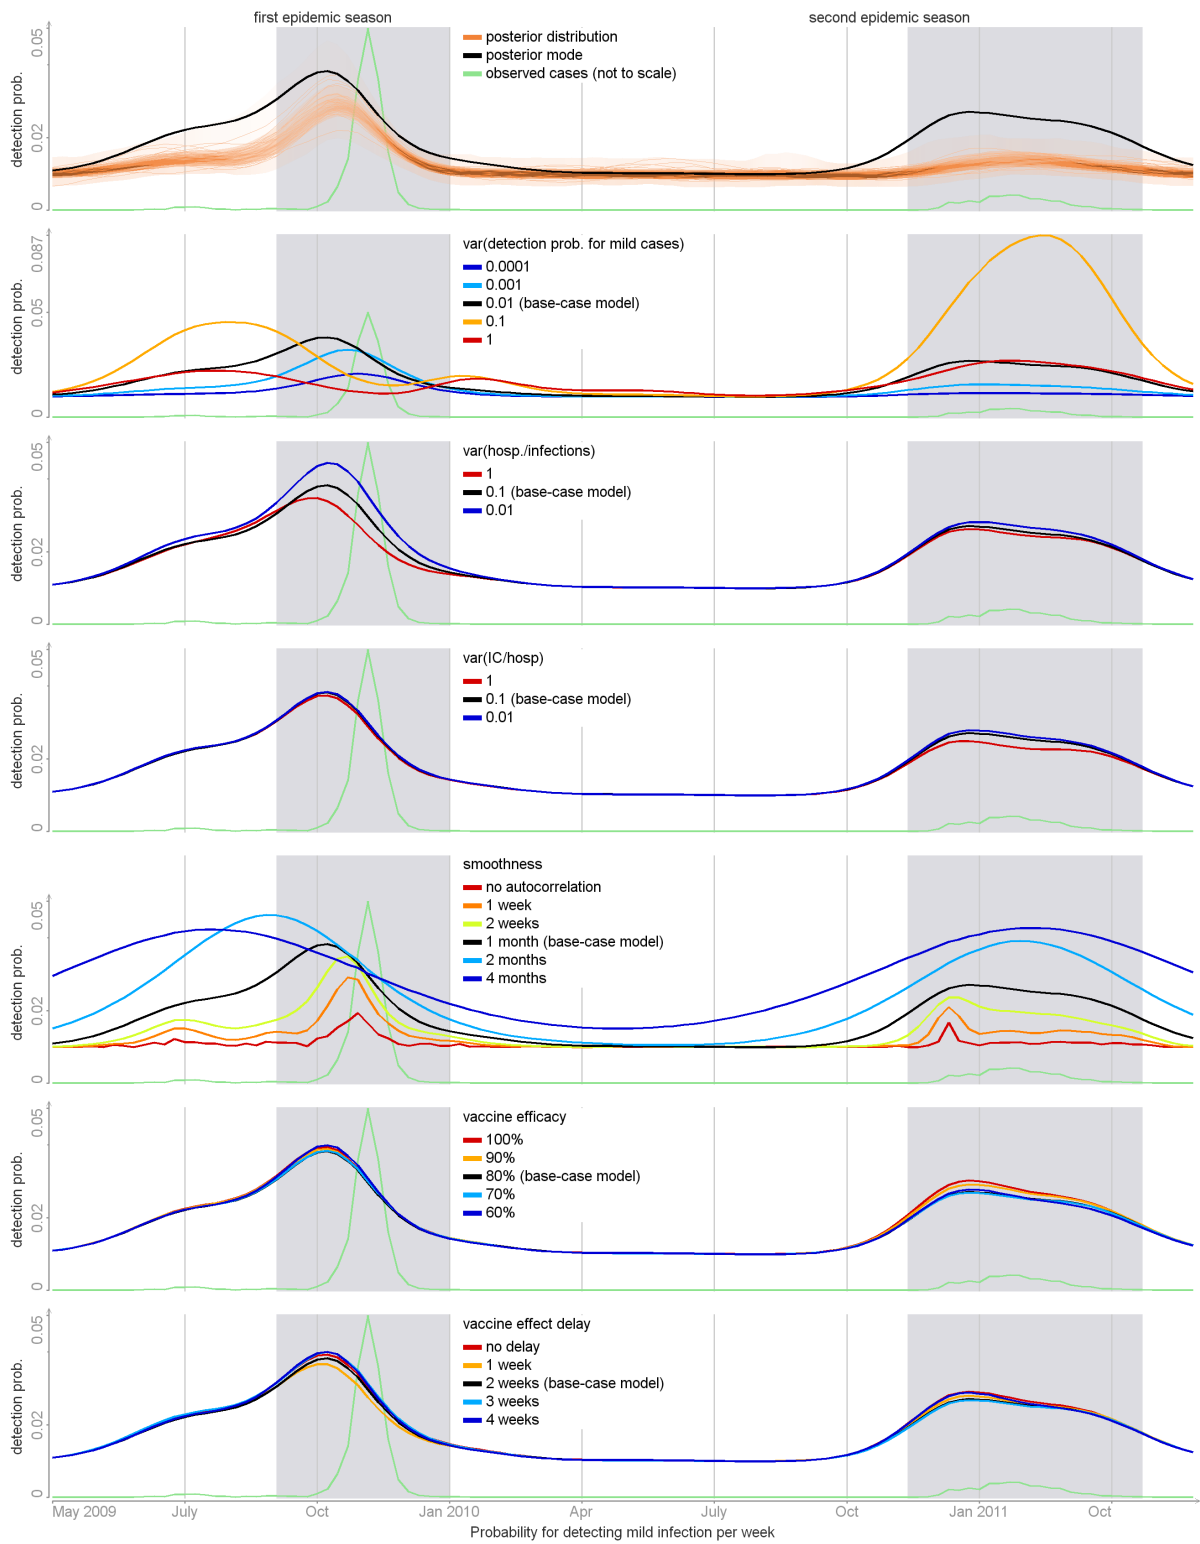 first epidemic season
second epidemic season
detection prob.
0
0.02
0.05
posterior distribution
posterior mode
observed cases (not to scale)
detection prob.
0
0.05
0.087
var(detection prob. for mild cases)
0.0001
0.001
0.01 (base-case model)
0.1
1
detection prob.
0
0.02
0.05
var(hosp./infections)
1
0.1 (base-case model)
0.01
detection prob.
0
0.02
0.05
var(IC/hosp)
1
0.1 (base-case model)
0.01
detection prob.
0
0.02
0.05
smoothness
no autocorrelation
1 week
2 weeks
1 month (base-case model)
2 months
4 months
detection prob.
0
0.02
0.05
vaccine efficacy
100%
90%
80% (base-case model)
70%
60%
detection prob.
0
0.02
0.05
vaccine effect delay
no delay
1 week
2 weeks (base-case model)
3 weeks
4 weeks
May 2009 July Oct Jan 2010 Apr July Oct Jan 2011 Oct
Probability for detecting mild infection per week